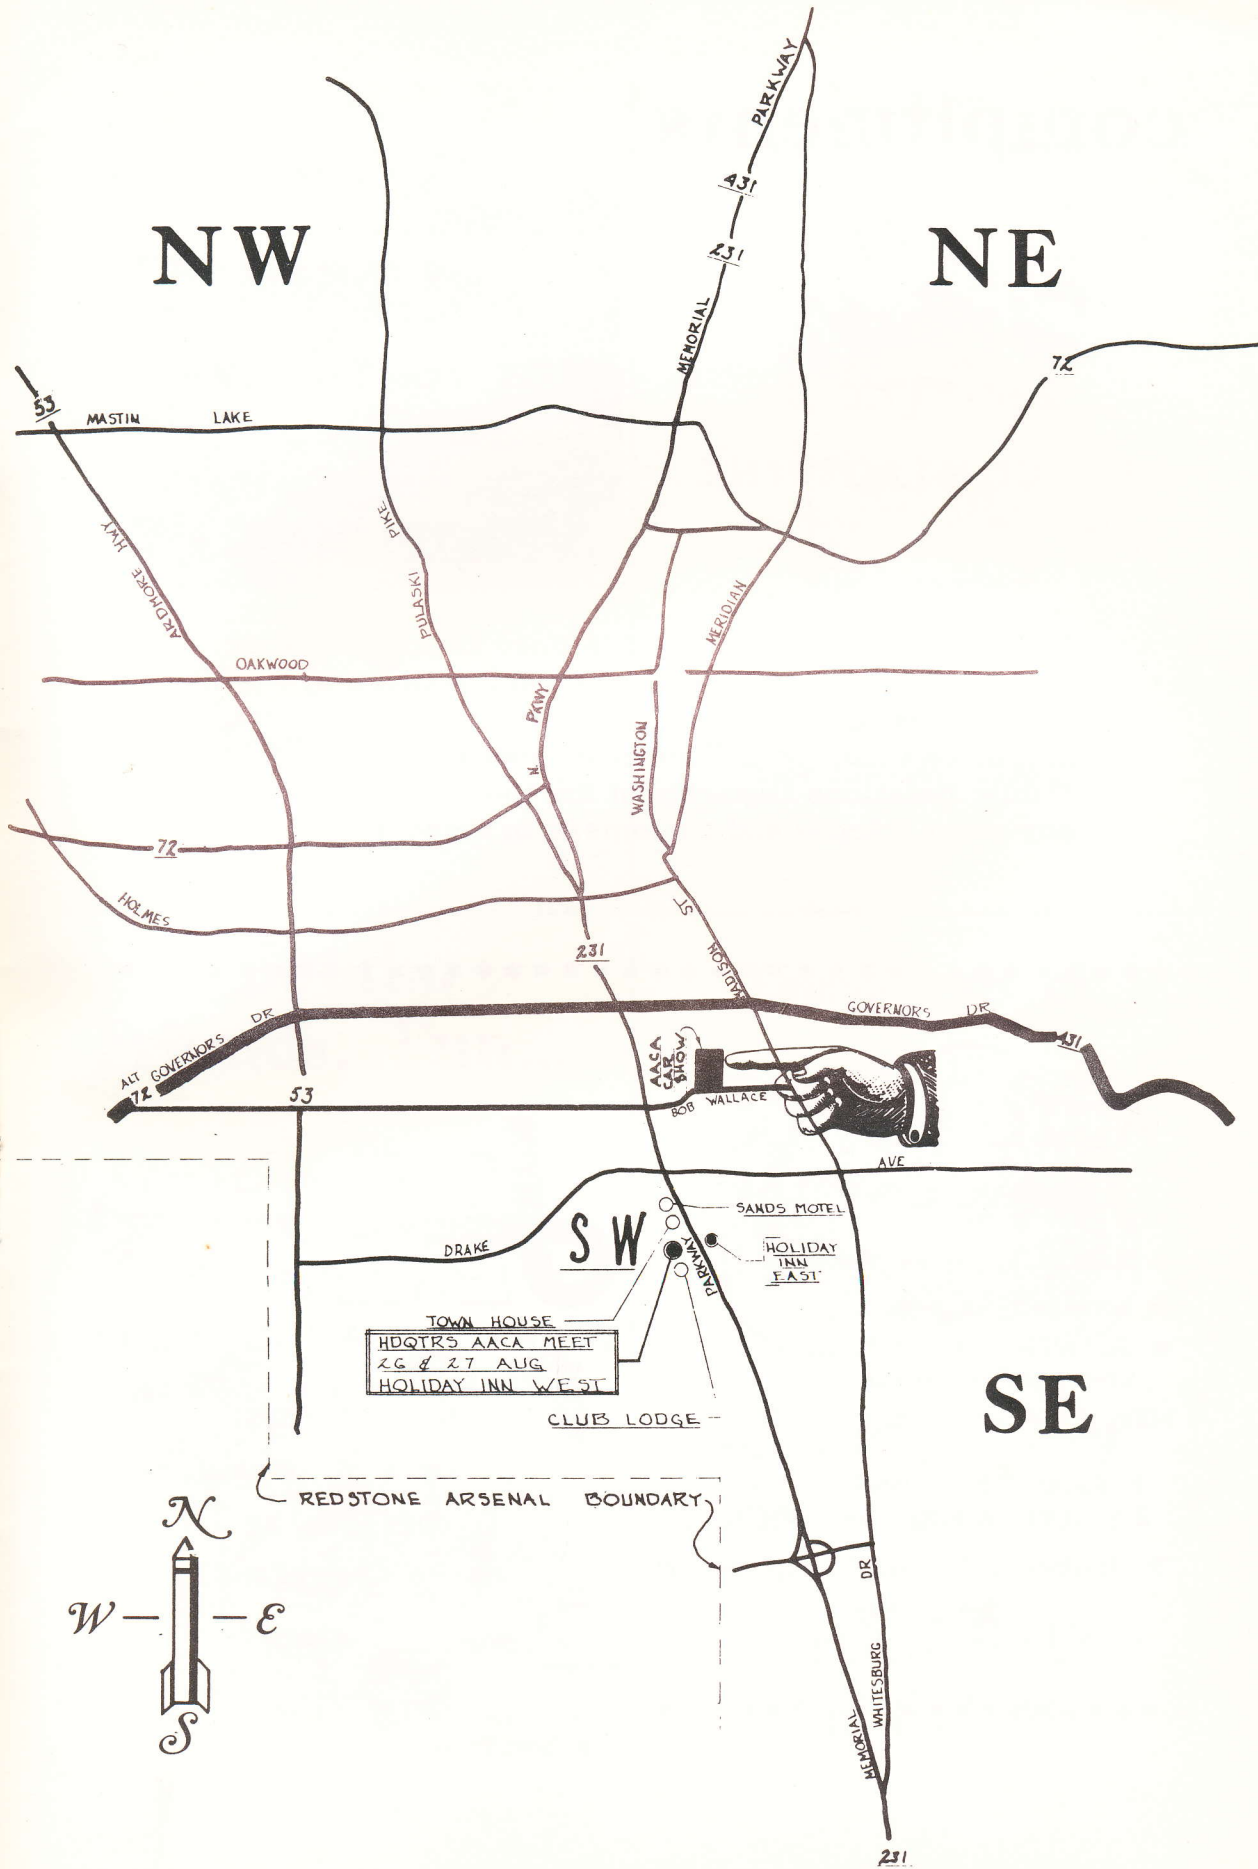 PARKWAY
431
NW
NE
231
MEMORIAL
72
53
MASTIN LAKE
PIKE
HWY
PULASKI
ARDMORE
MERIDIAN
OAKWOOD
PKWY
N.
WASHINGTON
72
HOLMES
ST
231
MADISON
GOVERNORS DR
DR
GOVERNORS
431
ALT
72
AACA
CAR
SHOW
53
BOB WALLACE
AVE
SANDS MOTEL
SW
DRAKE
PARKWAY
HOLIDAY
INN
EAST
TOWN HOUSE
HDQTRS AACA MEET
26 & 27 AUG
HOLIDAY INN WEST
CLUB LODGE
SE
REDSTONE ARSENAL BOUNDARY
N
W E
S
DR
WHITESBURG
MEMORIAL
231